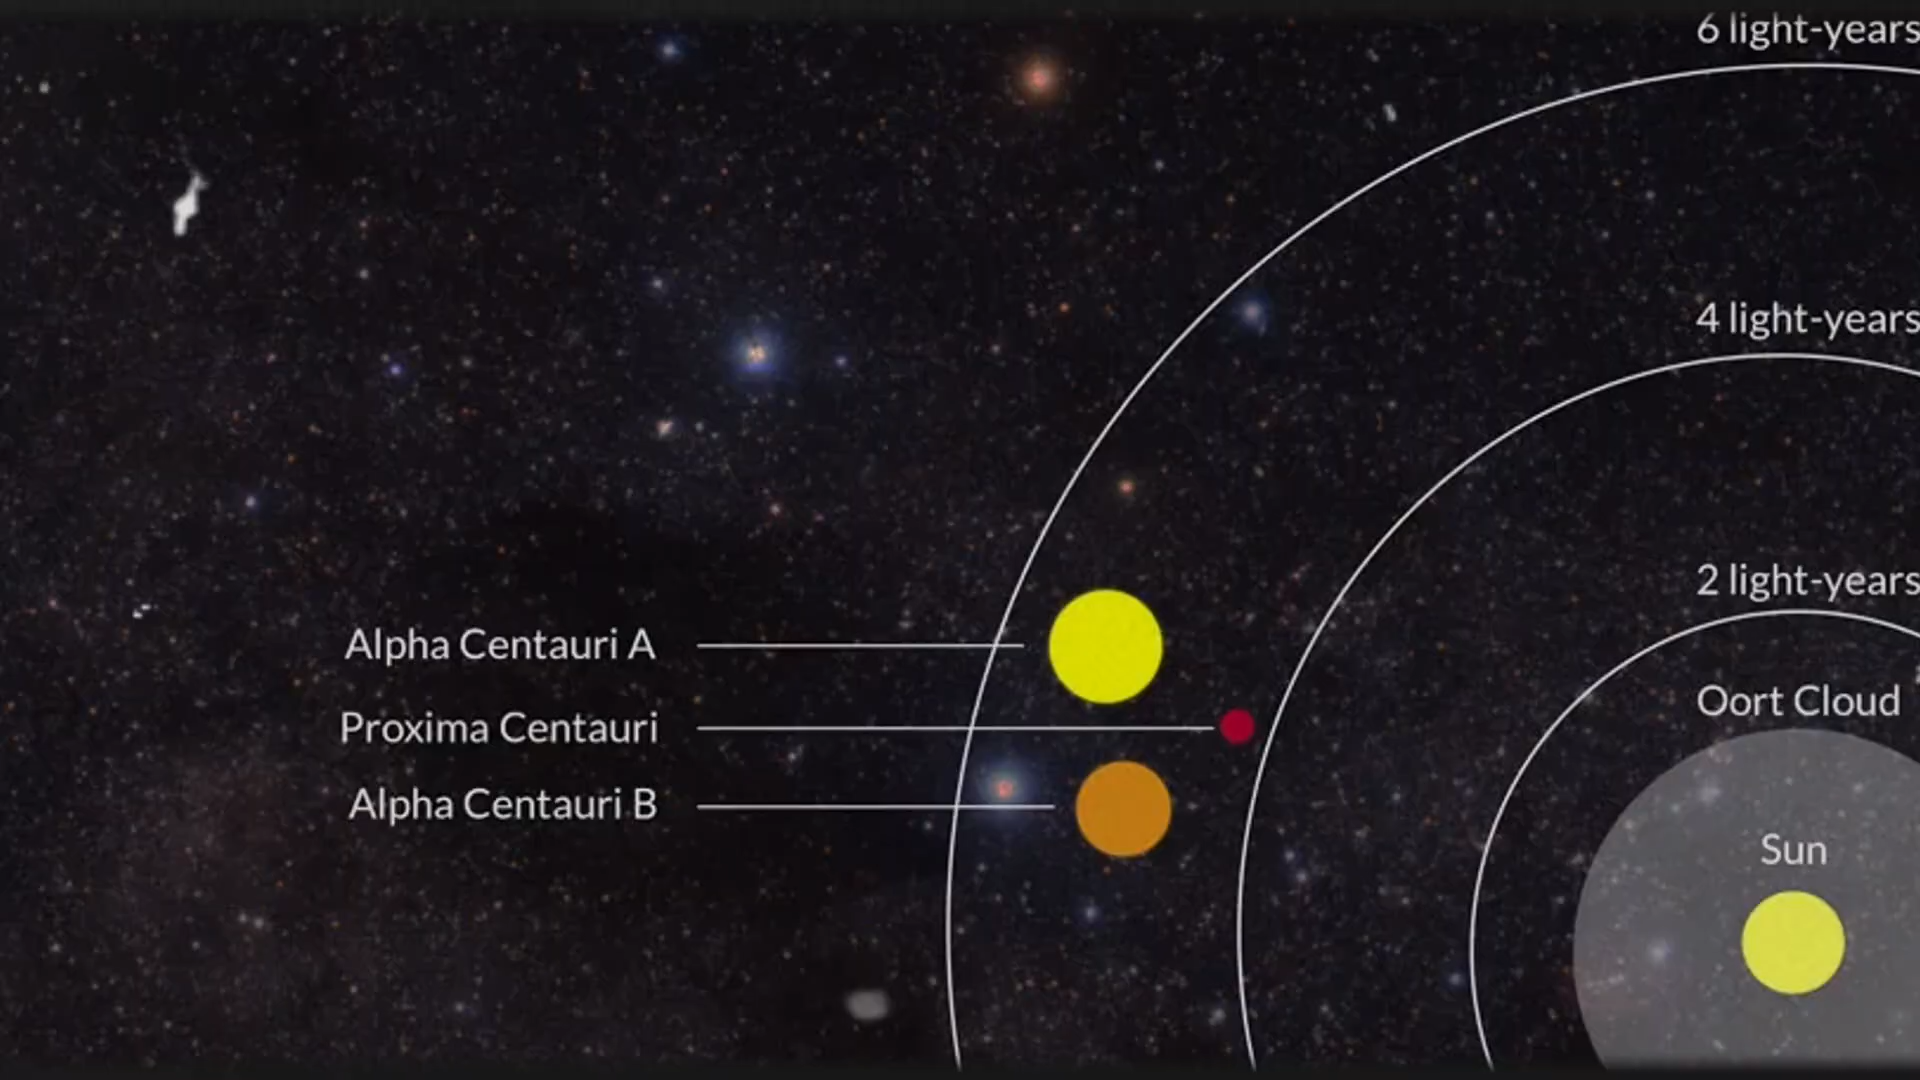 6 light-years
4 light-years
2 light-years
Alpha Centauri A
Oort Cloud
Proxima Centauri
Alpha Centauri B
Sun